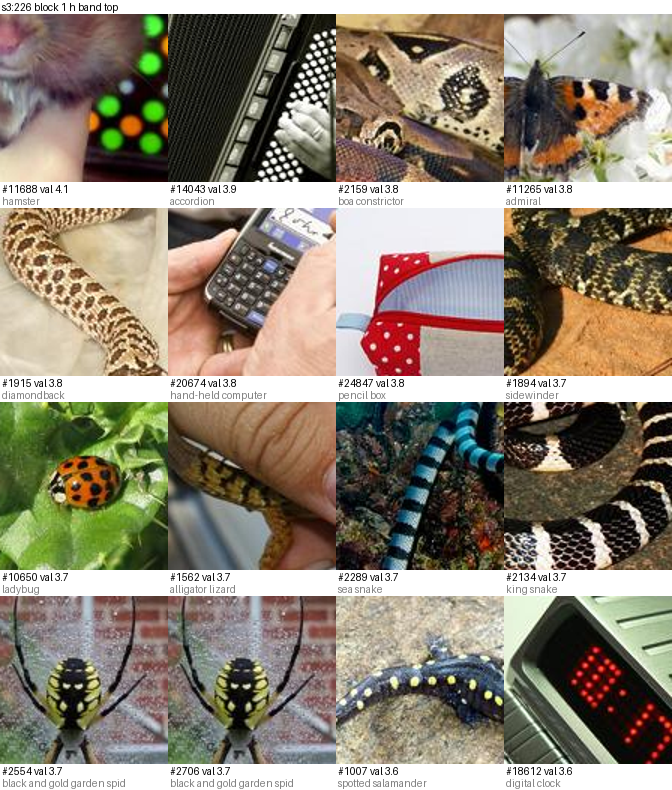 s3:226 block 1 h band top
#11688 val 4.1
hamster
#14043 val 3.9
accordion
#2159 val 3.8
boa constrictor
#11265 val 3.8
admiral
#1915 val 3.8
diamondback
#20674 val 3.8
hand-held computer
#24847 val 3.8
pencil box
#1894 val 3.7
sidewinder
#10650 val 3.7
ladybug
#1562 val 3.7
alligator lizard
#2289 val 3.7
sea snake
#2134 val 3.7
king snake
#2554 val 3.7
black and gold garden spid
#2706 val 3.7
black and gold garden spid
#1007 val 3.6
spotted salamander
#18612 val 3.6
digital clock